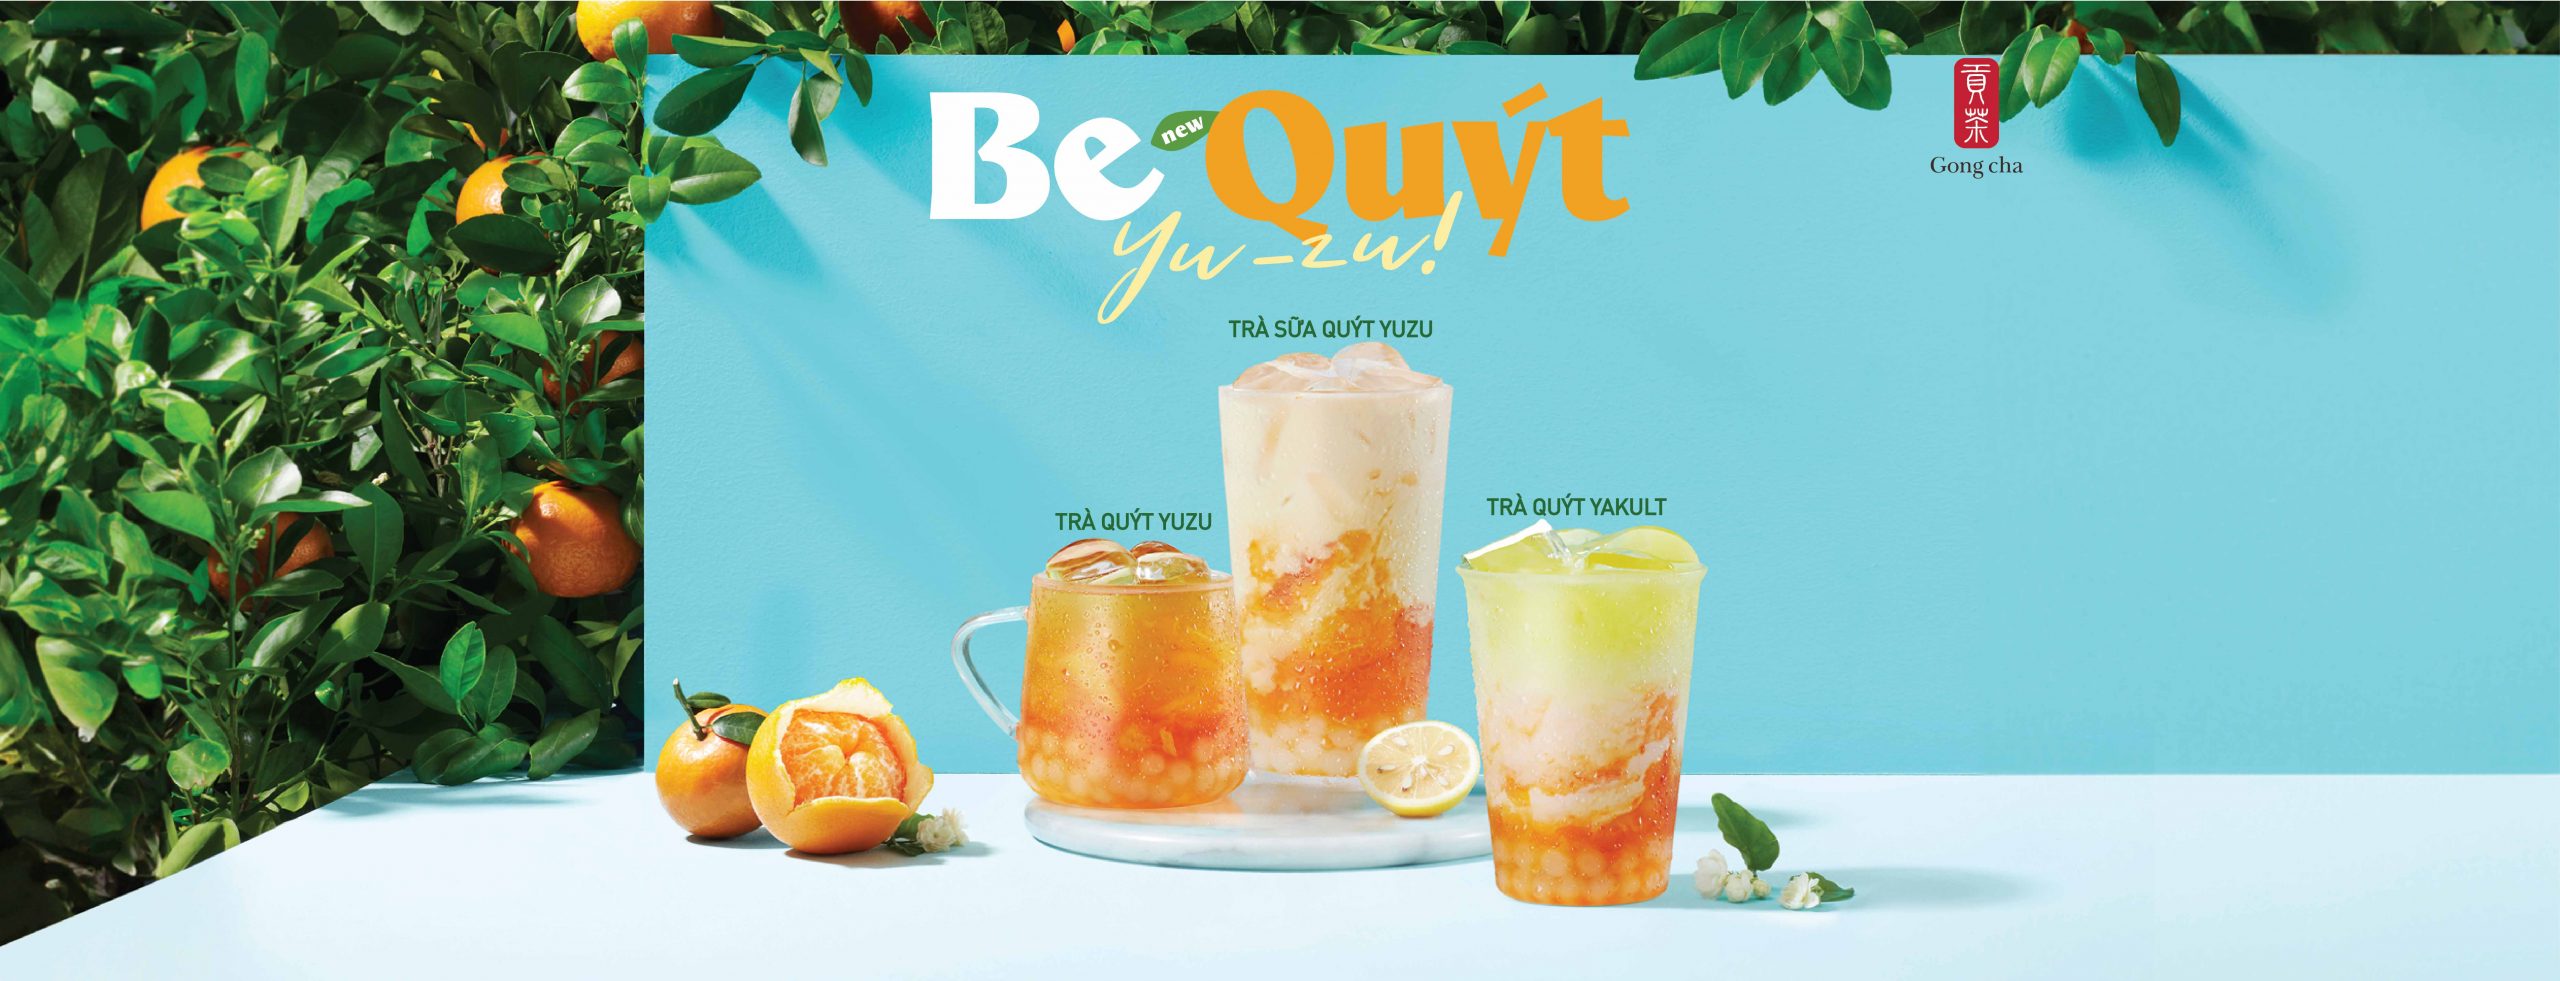 Be new Quýt
yu-zu!
貢茶
Gong cha
TRÀ SỮA QUÝT YUZU
TRÀ QUÝT YUZU
TRÀ QUÝT YAKULT